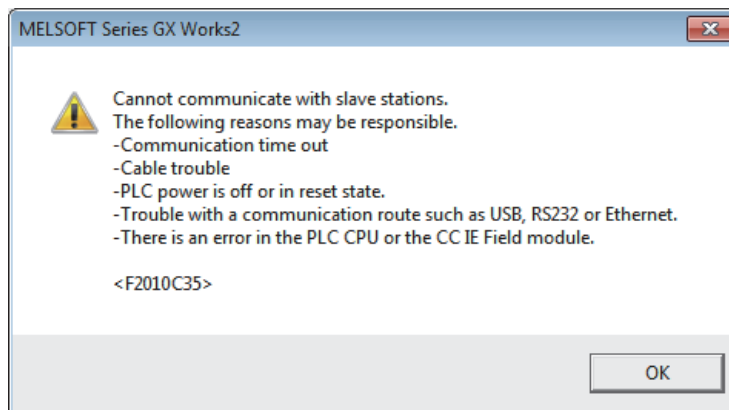 MELSOFT Series GX Works2
Cannot communicate with slave stations.
The following reasons may be responsible.
-Communication time out
-Cable trouble
-PLC power is off or in reset state.
-Trouble with a communication route such as USB, RS232 or Ethernet.
-There is an error in the PLC CPU or the CC IE Field module.
<F2010C35>
OK